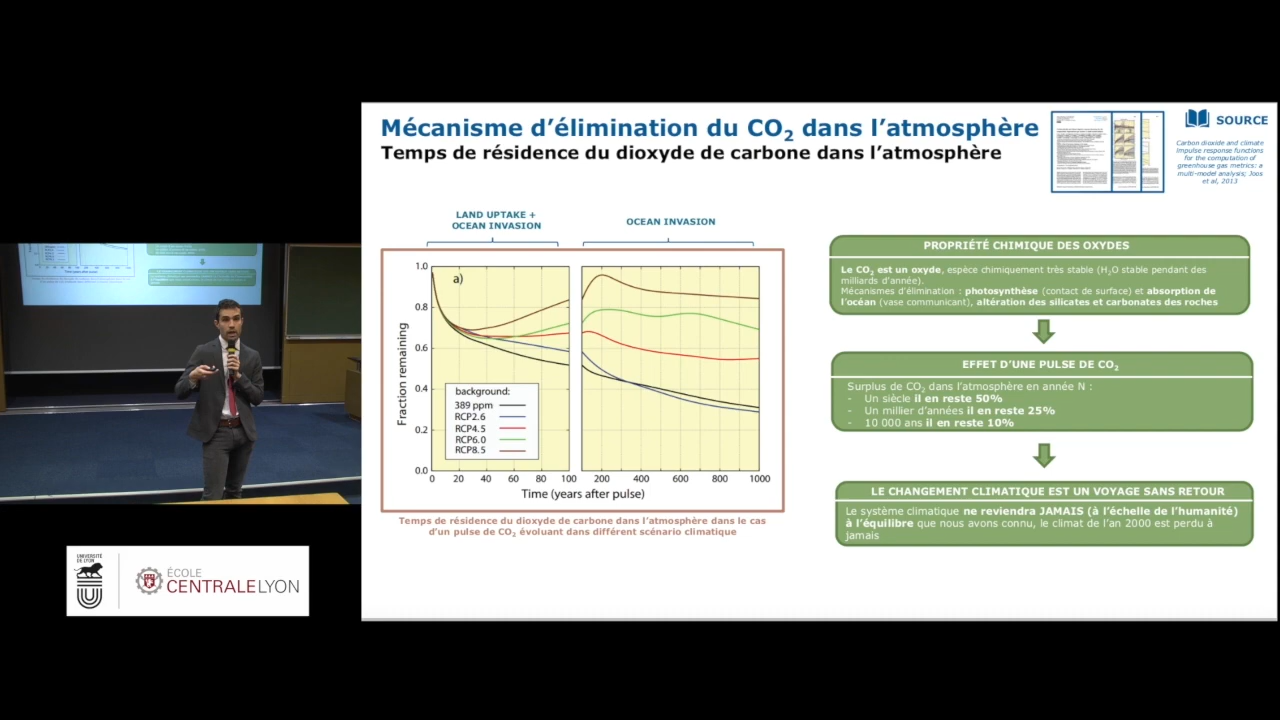 Mécanisme d'élimination du CO2 dans l'atmosphère
Temps de résidence du dioxyde de carbone dans l'atmosphère
SOURCE
Carbon dioxide and climate
impulse response functions
for the computation of
greenhouse gas metrics: a
multi-model analysis; Joos
et al, 2013
LAND UPTAKE +
OCEAN INVASION
OCEAN INVASION
a)
Fraction remaining
1.0
0.8
0.6
0.4
0.2
0.0
background:
389 ppm
RCP2.6
RCP4.5
RCP6.0
RCP8.5
0 20 40 60 80 100
200 400 600 800 1000
Time (years after pulse)
Temps de résidence du dioxyde de carbone dans l'atmosphère dans le cas
d'un pulse de CO2 évoluant dans différent scénario climatique
PROPRIÉTÉ CHIMIQUE DES OXYDES
Le CO2 est un oxyde, espèce chimiquement très stable (H2O stable pendant des
milliards d'année).
Mécanismes d'élimination : photosynthèse (contact de surface) et absorption de
l'océan (vase communicant), altération des silicates et carbonates des roches
EFFET D'UNE PULSE DE CO2
Surplus de CO2 dans l'atmosphère en année N :
- Un siècle il en reste 50%
- Un millier d'années il en reste 25%
- 10 000 ans il en reste 10%
LE CHANGEMENT CLIMATIQUE EST UN VOYAGE SANS RETOUR
Le système climatique ne reviendra JAMAIS (à l'échelle de l'humanité)
à l'équilibre que nous avons connu, le climat de l'an 2000 est perdu à
jamais
UNIVERSITÉ
DE LYON
ÉCOLE
CENTRALELYON